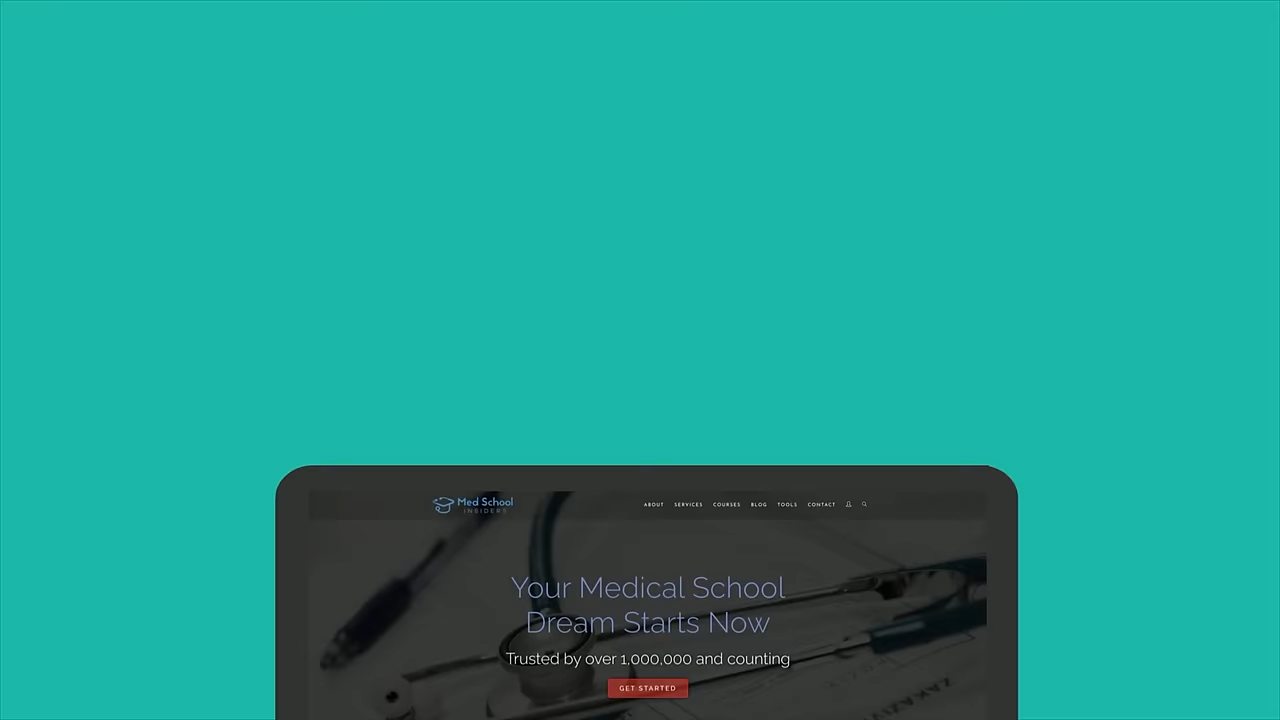 Med School
INSIDERS
ABOUT SERVICES COURSES BLOG TOOLS CONTACT
Your Medical School
Dream Starts Now
Trusted by over 1,000,000 and counting
GET STARTED